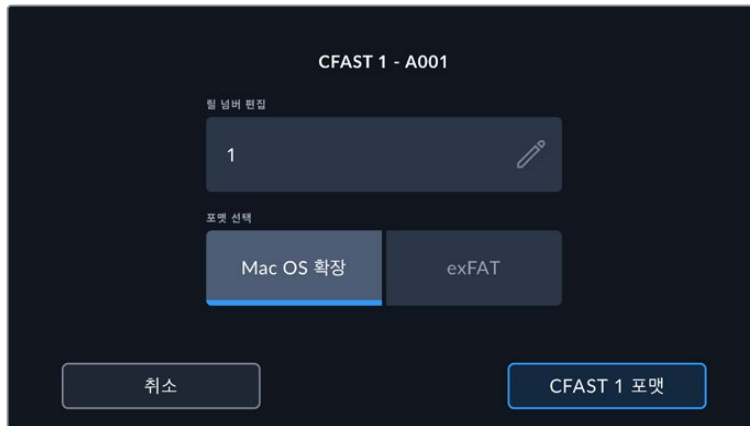 CFAST 1 - A001
릴 넘버 편집
1
포맷 선택
Mac OS 확장
exFAT
취소
CFAST 1 포맷